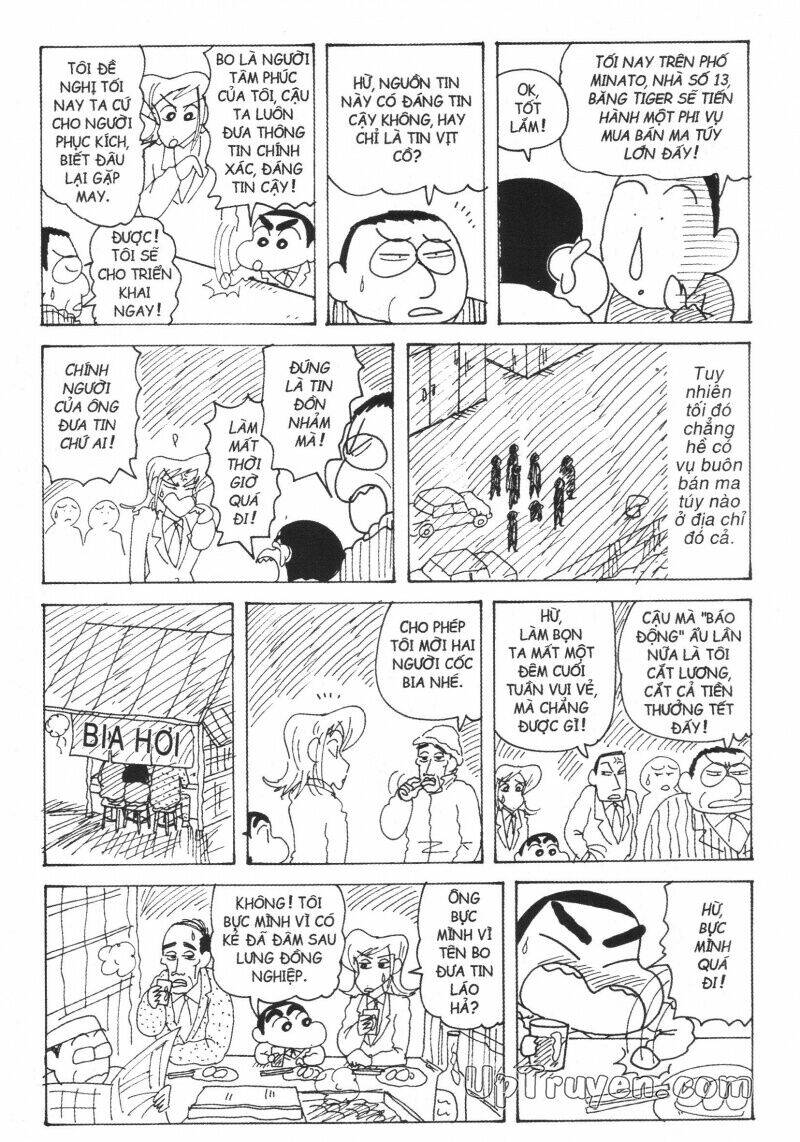 TỐI NAY TRÊN PHỐ
MINATO, NHÀ SỐ 13,
BĂNG TIGER SẼ TIẾN
HÀNH MỘT PHI VỤ
MUA BÁN MA TÚY
LỚN ĐẤY!
OK,
TỐT
LẮM!
HỪ, NGUỒN TIN
NÀY CÓ ĐÁNG TIN
CẬY KHÔNG, HAY
CHỈ LÀ TIN VỊT
CỒ?
BO LÀ NGƯỜI
TÂM PHÚC
CỦA TÔI, CẬU
TA LUÔN
ĐƯA THÔNG
TIN CHÍNH
XÁC, ĐÁNG
TIN CẬY!
TÔI ĐỀ
NGHỊ TỐI
NAY TA CỨ
CHO NGƯỜI
PHỤC KÍCH,
BIẾT ĐÂU
LẠI GẶP
MAY.
ĐƯỢC!
TÔI SẼ
CHO TRIỂN
KHAI
NGAY!
Tuy
nhiên
tối đó
chẳng
hề có
vụ buôn
bán ma
túy nào
ở địa chỉ
đó cả.
ĐÚNG
LÀ TIN
ĐỒN
NHẢM
MÀ!
LÀM
MẤT
THỜI
GIỜ
QUÁ
ĐI!
CHÍNH
NGƯỜI
CỦA ÔNG
ĐƯA TIN
CHỨ AI!
CẬU MÀ "BÁO
ĐỘNG" ẨU LẦN
NỮA LÀ TÔI
CẮT LƯƠNG,
CẮT CẢ TIỀN
THƯỞNG TẾT
ĐẤY!
HỪ,
LÀM BỌN
TA MẤT MỘT
ĐÊM CUỐI
TUẦN VUI VẺ,
MÀ CHẲNG
ĐƯỢC GÌ!
CHO PHÉP
TÔI MỜI HAI
NGƯỜI CỐC
BIA NHÉ.
BIA HƠI
HỪ,
BỰC
MÌNH
QUÁ
ĐI!
ÔNG
BỰC
MÌNH VÌ
TÊN BO
ĐƯA TIN
LÁO
HẢ?
KHÔNG! TÔI
BỰC MÌNH VÌ CÓ
KẺ ĐÃ ĐÂM SAU
LƯNG ĐỒNG
NGHIỆP.
UpTruyen.com